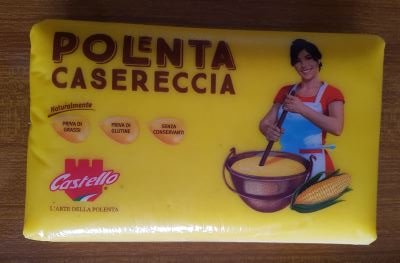 POLENTA
CASERECCIA
Naturalmente
PRIVA DI
GRASSI
PRIVA DI
GLUTINE
SENZA
CONSERVANTI
Castello
L'ARTE DELLA POLENTA